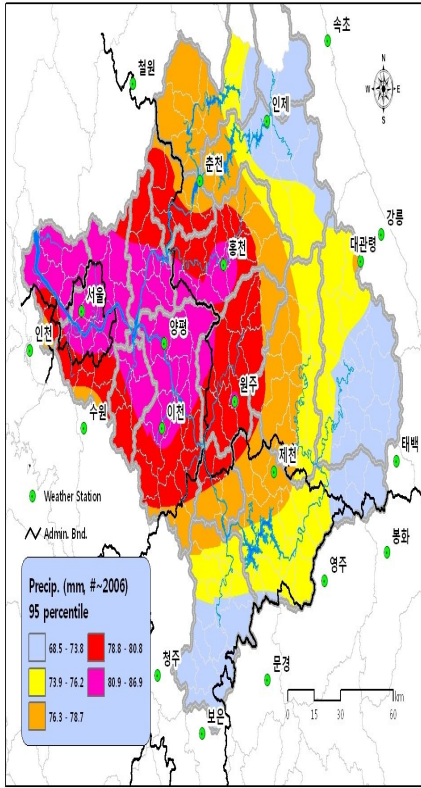 속초
철원
N
W E
S
인제
춘천
강릉
대관령
홍천
서울
인천
양평
수원
이천
원주
제천
태백
봉화
영주
청주
문경
보은
Weather Station
Admin. Bnd.
Precip. (mm, #~2006)
95 percentile
68.5 - 73.8
78.8 - 80.8
73.9 - 76.2
80.9 - 86.9
76.3 - 78.7
km
0 15 30 60